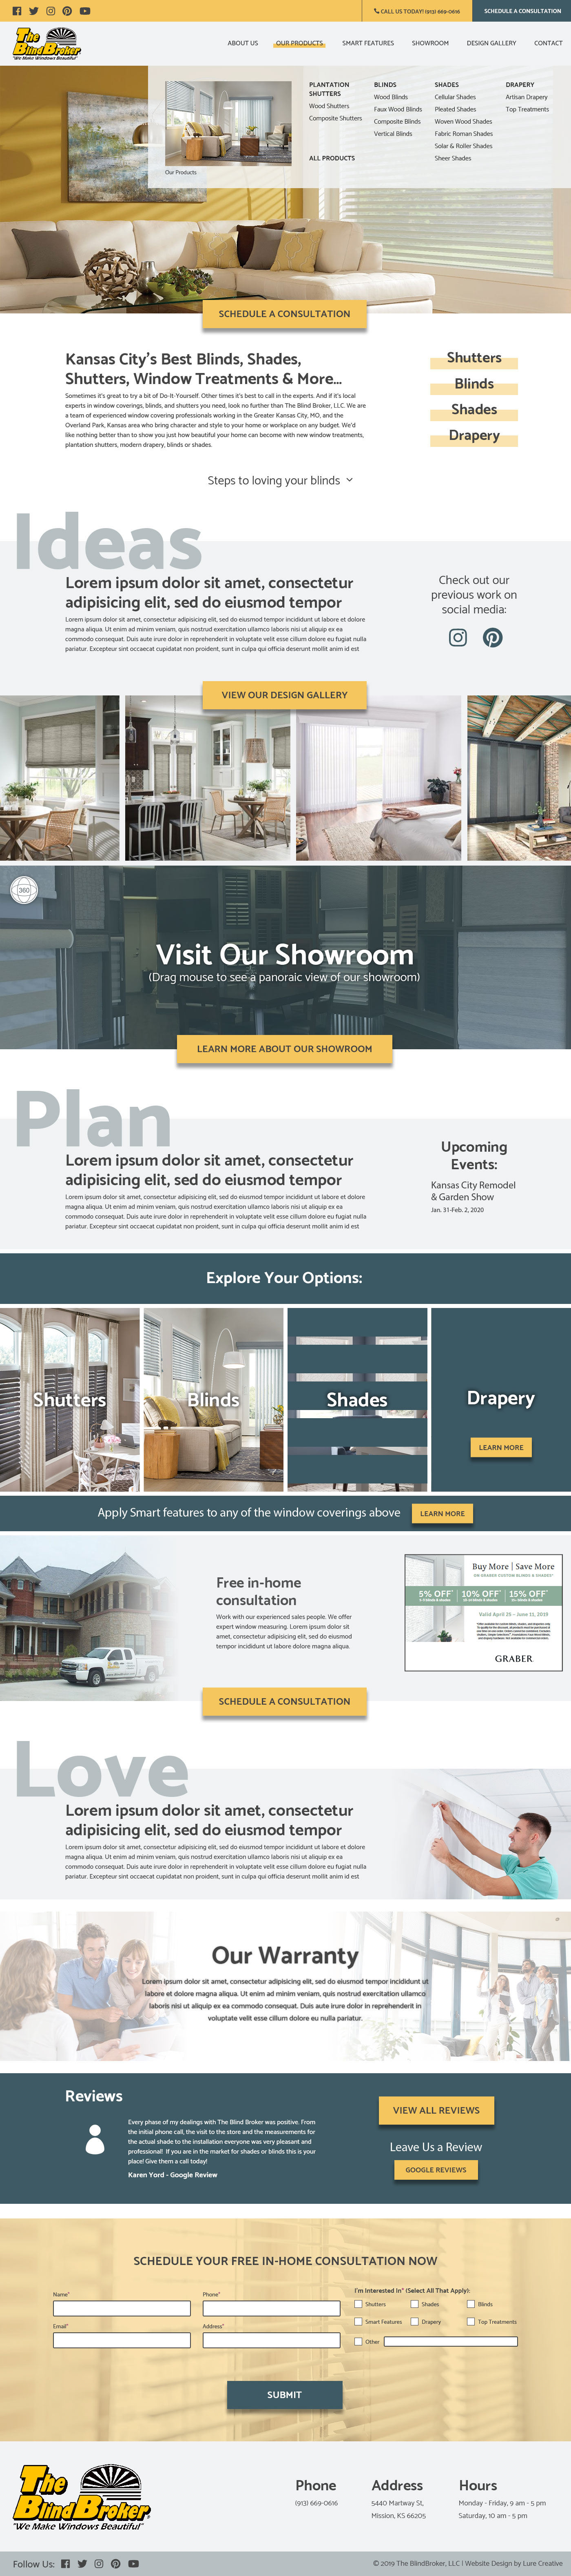 CALL US TODAY! (913) 669-0616
SCHEDULE A CONSULTATION
The
BlindBroker
"We Make Windows Beautiful"
ABOUT US
OUR PRODUCTS
SMART FEATURES
SHOWROOM
DESIGN GALLERY
CONTACT
Our Products
PLANTATION
SHUTTERS
Wood Shutters
Composite Shutters
ALL PRODUCTS
BLINDS
Wood Blinds
Faux Wood Blinds
Composite Blinds
Vertical Blinds
SHADES
Cellular Shades
Pleated Shades
Woven Wood Shades
Fabric Roman Shades
Solar & Roller Shades
Sheer Shades
DRAPERY
Artisan Drapery
Top Treatments
SCHEDULE A CONSULTATION
Kansas City's Best Blinds, Shades,
Shutters, Window Treatments & More...
Sometimes it's great to try a bit of Do-It-Yourself. Other times it's best to call in the experts. And if it's local
experts in window coverings, blinds, and shutters you need, look no further than The Blind Broker, LLC. We are
a team of experienced window covering professionals working in the Greater Kansas City, MO, and the
Overland Park, Kansas area who bring character and style to your home or workplace on any budget. We'd
like nothing better than to show you just how beautiful your home can become with new window treatments,
plantation shutters, modern drapery, blinds or shades.
Shutters
Blinds
Shades
Drapery
Steps to loving your blinds
Ideas
Lorem ipsum dolor sit amet, consectetur
adipisicing elit, sed do eiusmod tempor
Lorem ipsum dolor sit amet, consectetur adipisicing elit, sed do eiusmod tempor incididunt ut labore et dolore
magna aliqua. Ut enim ad minim veniam, quis nostrud exercitation ullamco laboris nisi ut aliquip ex ea
commodo consequat. Duis aute irure dolor in reprehenderit in voluptate velit esse cillum dolore eu fugiat nulla
pariatur. Excepteur sint occaecat cupidatat non proident, sunt in culpa qui officia deserunt mollit anim id est
Check out our
previous work on
social media:
VIEW OUR DESIGN GALLERY
360
Visit Our Showroom
(Drag mouse to see a panoraic view of our showroom)
LEARN MORE ABOUT OUR SHOWROOM
Plan
Lorem ipsum dolor sit amet, consectetur
adipisicing elit, sed do eiusmod tempor
Lorem ipsum dolor sit amet, consectetur adipisicing elit, sed do eiusmod tempor incididunt ut labore et dolore
magna aliqua. Ut enim ad minim veniam, quis nostrud exercitation ullamco laboris nisi ut aliquip ex ea
commodo consequat. Duis aute irure dolor in reprehenderit in voluptate velit esse cillum dolore eu fugiat nulla
pariatur. Excepteur sint occaecat cupidatat non proident, sunt in culpa qui officia deserunt mollit anim id est
Upcoming
Events:
Kansas City Remodel
& Garden Show
Jan. 31-Feb. 2, 2020
Explore Your Options:
Shutters
Blinds
Shades
Drapery
LEARN MORE
Apply Smart features to any of the window coverings above
LEARN MORE
Free in-home
consultation
Work with our experienced sales people. We offer
expert window measuring. Lorem ipsum dolor sit
amet, consectetur adipisicing elit, sed do eiusmod
tempor incididunt ut labore dolore magna aliqua.
Buy More | Save More
ON GRABER CUSTOM BLINDS & SHADES*
5% OFF* 10% OFF* 15% OFF*
Valid April 25 – June 11, 2019
GRABER
SCHEDULE A CONSULTATION
Love
Lorem ipsum dolor sit amet, consectetur
adipisicing elit, sed do eiusmod tempor
Lorem ipsum dolor sit amet, consectetur adipisicing elit, sed do eiusmod tempor incididunt ut labore et dolore
magna aliqua. Ut enim ad minim veniam, quis nostrud exercitation ullamco laboris nisi ut aliquip ex ea
commodo consequat. Duis aute irure dolor in reprehenderit in voluptate velit esse cillum dolore eu fugiat nulla
pariatur. Excepteur sint occaecat cupidatat non proident, sunt in culpa qui officia deserunt mollit anim id est
Our Warranty
Lorem ipsum dolor sit amet, consectetur adipisicing elit, sed do eiusmod tempor incididunt ut
labore et dolore magna aliqua. Ut enim ad minim veniam, quis nostrud exercitation ullamco
laboris nisi ut aliquip ex ea commodo consequat. Duis aute irure dolor in reprehenderit in
voluptate velit esse cillum dolore eu nulla pariatur.
Reviews
Every phase of my dealings with The Blind Broker was positive. From
the initial phone call, the visit to the store and the measurements for
the actual shade to the installation everyone was very pleasant and
professional! If you are in the market for shades or blinds this is your
place! Give them a call today!
Karen Yord - Google Review
VIEW ALL REVIEWS
Leave Us a Review
GOOGLE REVIEWS
SCHEDULE YOUR FREE IN-HOME CONSULTATION NOW
Name*
Phone*
Email*
Address*
I'm Interested In* (Select All That Apply):
Shutters
Shades
Blinds
Smart Features
Drapery
Top Treatments
Other
SUBMIT
The
BlindBroker
"We Make Windows Beautiful"
Phone
(913) 669-0616
Address
5440 Martway St,
Mission, KS 66205
Hours
Monday - Friday, 9 am - 5 pm
Saturday, 10 am - 5 pm
Follow Us:
© 2019 The BlindBroker, LLC | Website Design by Lure Creative